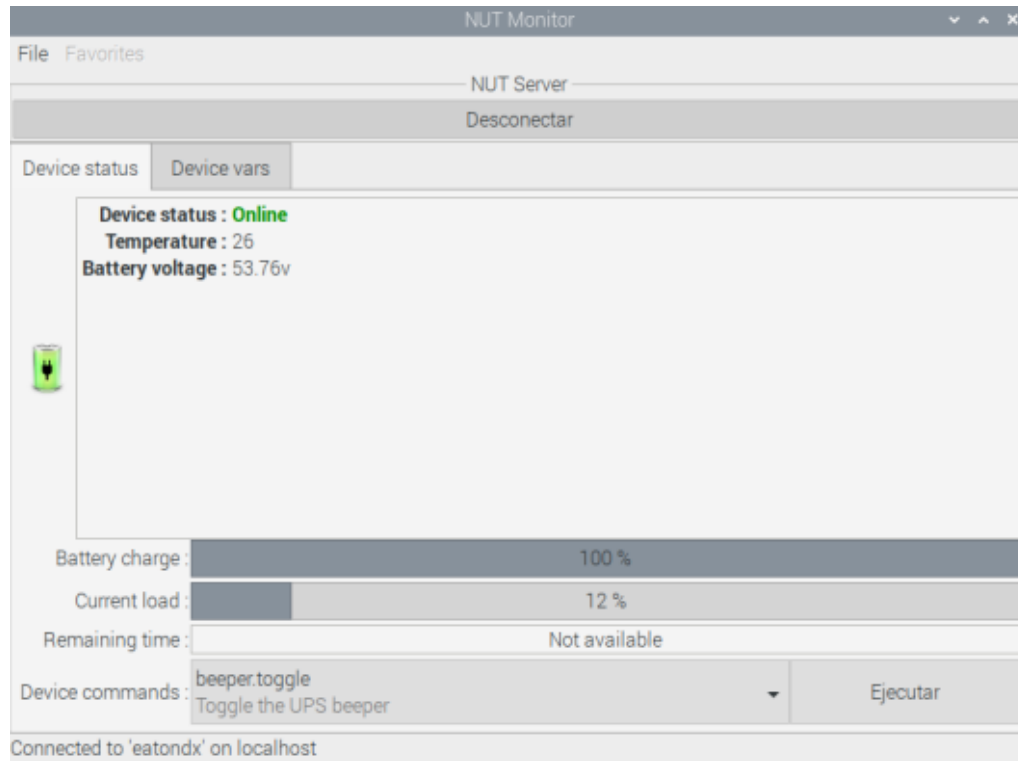 NUT Monitor
File Favorites
NUT Server
Desconectar
Device status Device vars
Device status : Online
Temperature : 26
Battery voltage : 53.76v
Battery charge : 100 %
Current load : 12 %
Remaining time : Not available
Device commands : beeper.toggle
Toggle the UPS beeper
Ejecutar
Connected to 'eatondx' on localhost